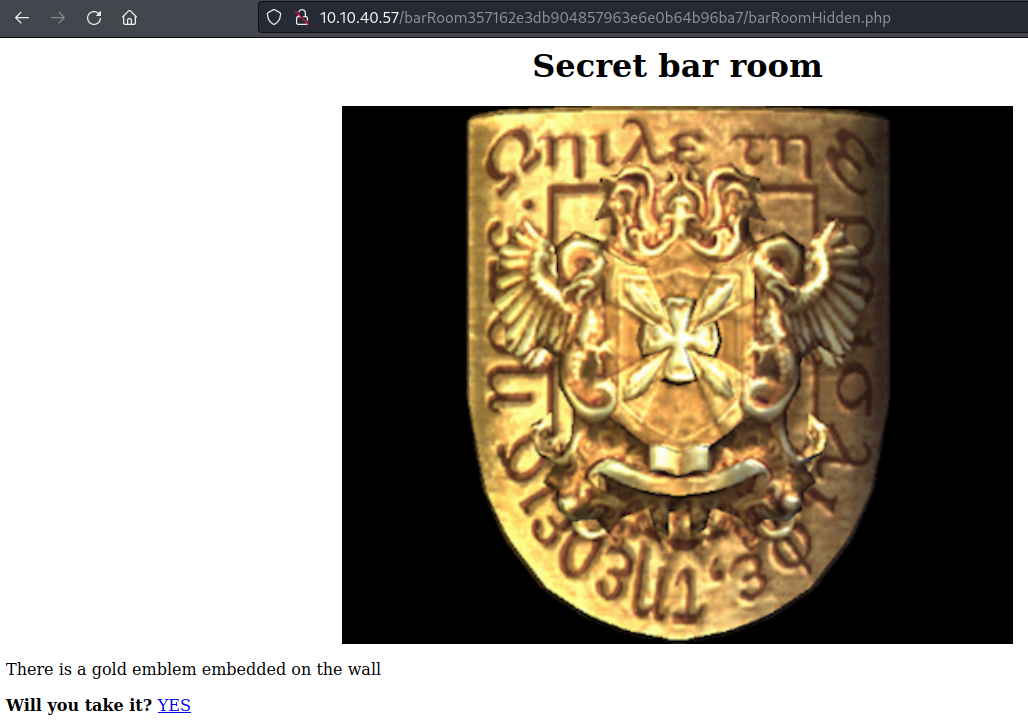 10.10.40.57/barRoom357162e3db904857963e6e0b64b96ba7/barRoomHidden.php
Secret bar room
There is a gold emblem embedded on the wall
Will you take it? YES